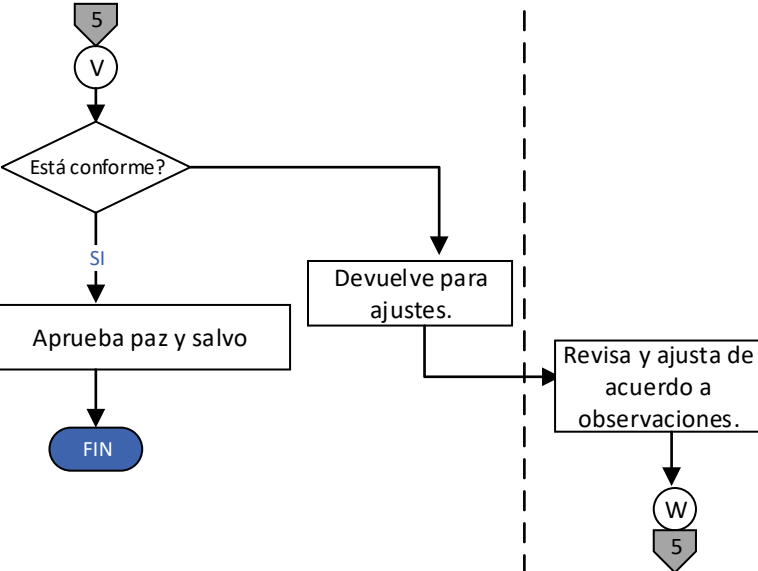 5
V
Está conforme?
SI
Devuelve para
ajustes.
Aprueba paz y salvo
Revisa y ajusta de
acuerdo a
observaciones.
FIN
W
5